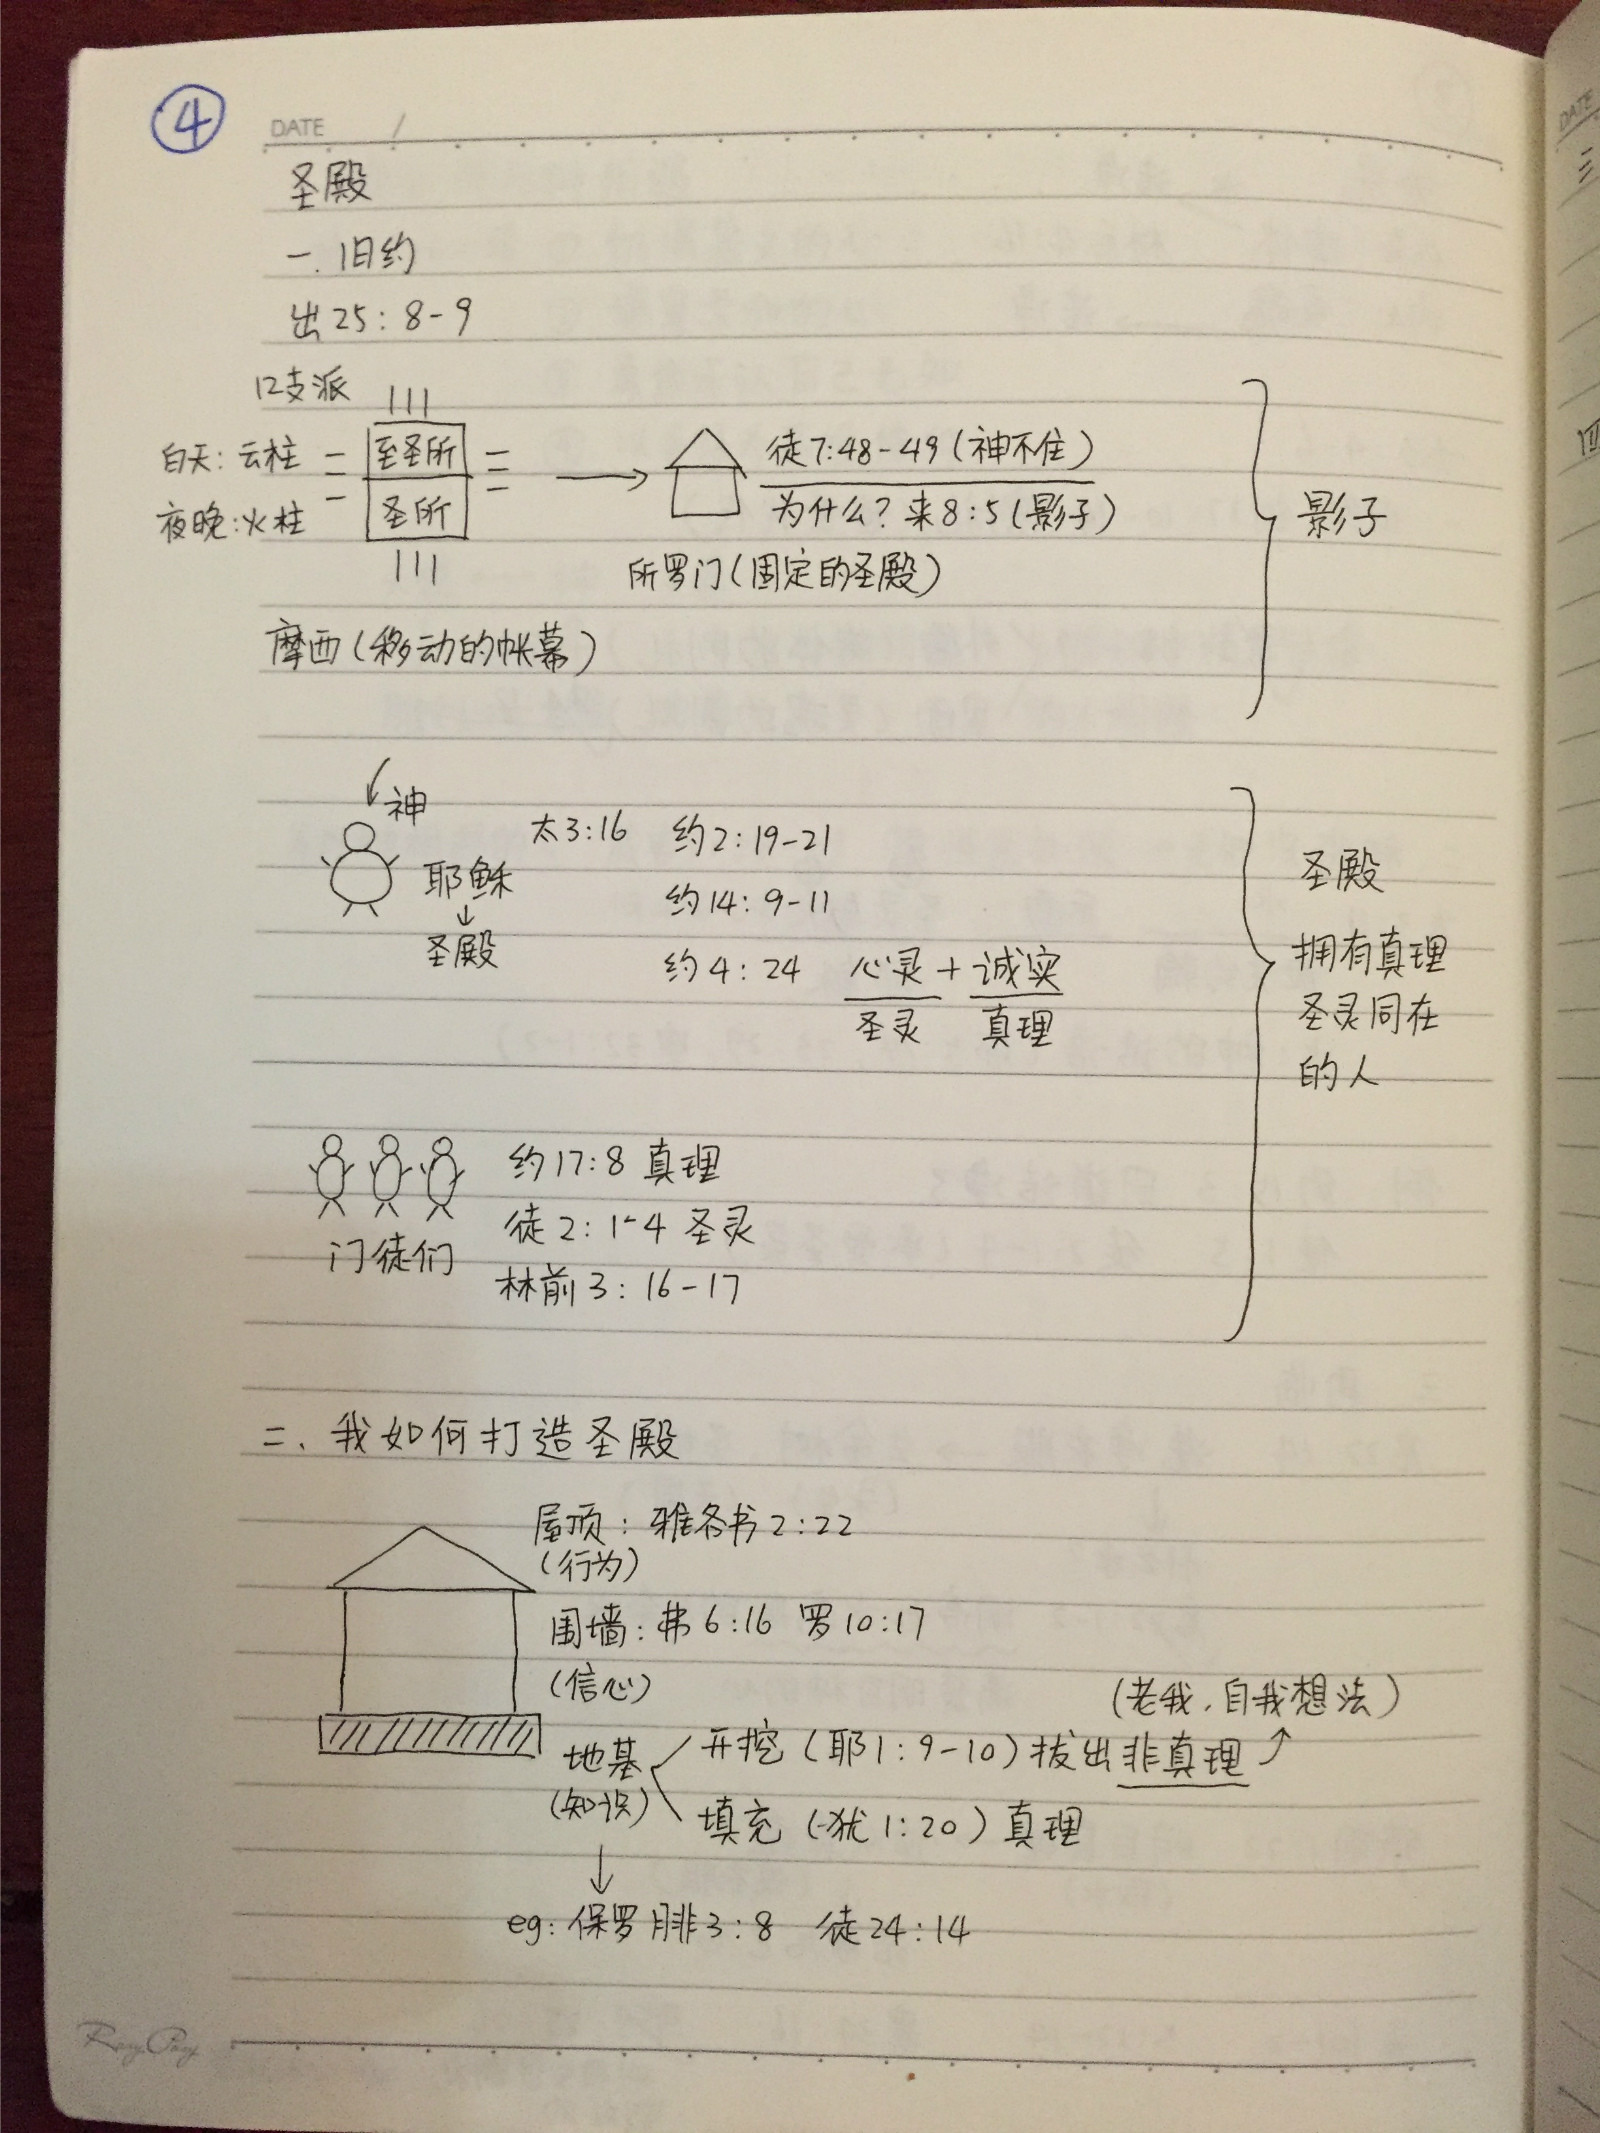 ④
DATE /
圣殿
一. 旧约
出25:8-9
12支派
白天:云柱 至圣所 徒7:48-49(神不住)
夜晚:火柱 圣所 为什么?来8:5(影子) 影子
所罗门(固定的圣殿)
摩西(移动的帐幕)
神
太3:16 约2:19-21
耶稣 约14:9-11 圣殿
圣殿 约4:24 心灵+诚实 拥有真理
圣灵 真理 圣灵同在
的人
约17:8 真理
徒2:1-4 圣灵
门徒们
林前3:16-17
二、我如何打造圣殿
屋顶:雅各书2:22
(行为)
围墙:弗6:16 罗10:17
(信心) (老我,自我想法)
地基 开挖(耶1:9-10)拔出非真理
(知识) 填充(犹1:20)真理
eg:保罗 腓3:8 徒24:14
DATE
三
四